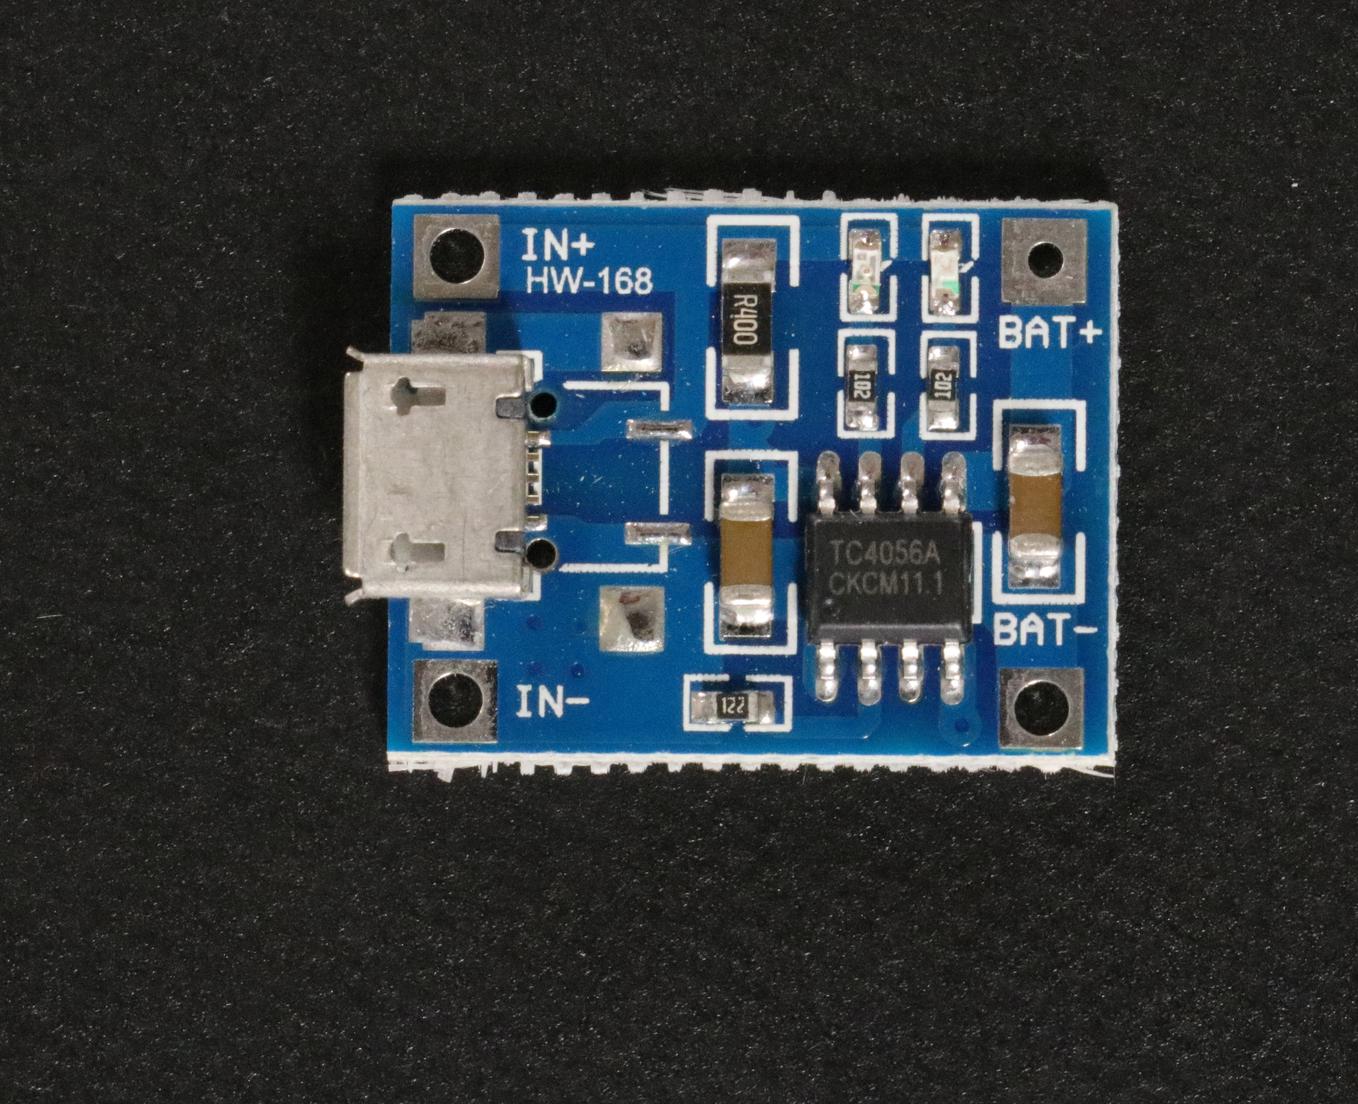 IN+
HW-168
R400
BAT+
102
102
TC4056A
CKCM11.1
BAT-
IN-
122